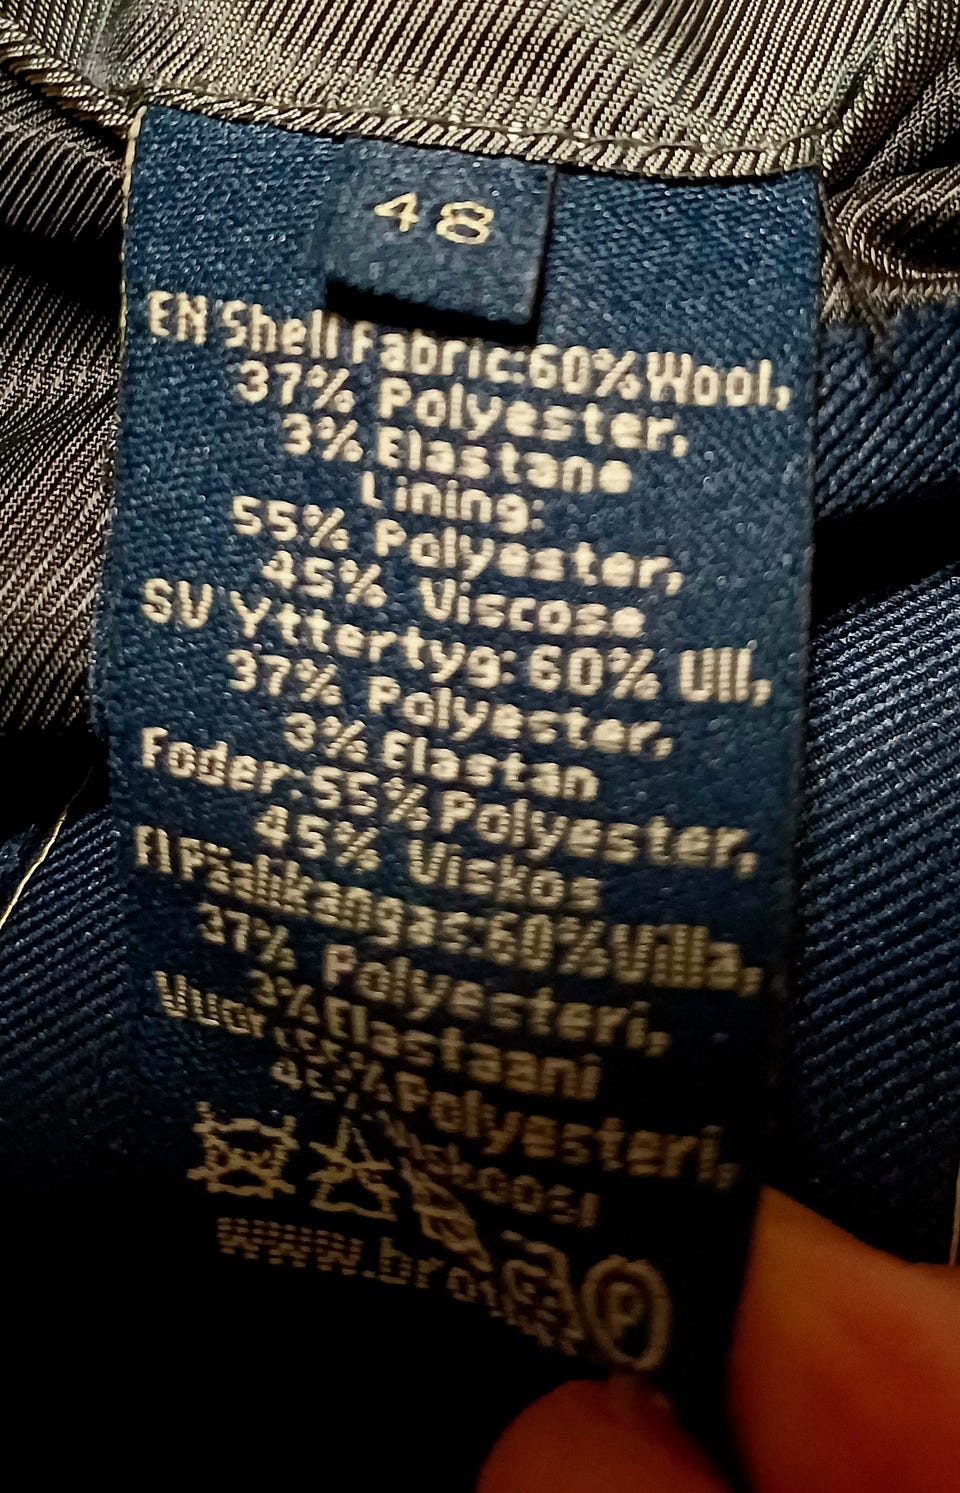 48
EN Shell Fabric:60% Wool,
37% Polyester,
3% Elastane
Lining:
55% Polyester,
45% Viscose
SV Yttertyg: 60% Ull,
37% Polyester,
3% Elastan
Foder: 55% Polyester,
45% Viskos
FI Päällikangas:60% Villa,
37% Polyesteri,
3% Elastaani
Polyesteri,
P